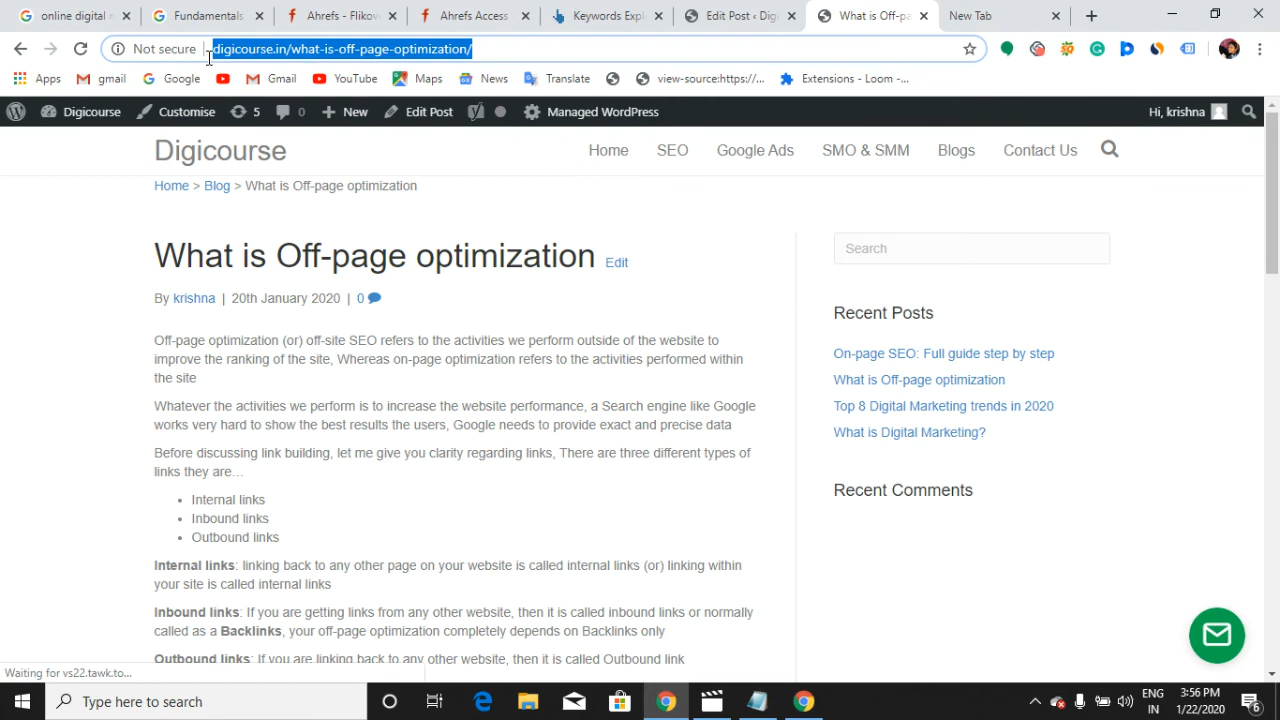 online digital m
Fundamentals
Ahrefs - Flikov
Ahrefs Access
Keywords Expl
Edit Post ‹ Digi
What is Off-pa
New Tab
Not secure
digicourse.in/what-is-off-page-optimization/
Apps
gmail
Google
Gmail
YouTube
Maps
News
Translate
view-source:https://...
Extensions - Loom -...
Digicourse
Customise
5
0
New
Edit Post
Managed WordPress
Hi, krishna
Digicourse
Home
SEO
Google Ads
SMO & SMM
Blogs
Contact Us
Home > Blog > What is Off-page optimization
What is Off-page optimization Edit
By krishna | 20th January 2020 | 0
Off-page optimization (or) off-site SEO refers to the activities we perform outside of the website to
improve the ranking of the site, Whereas on-page optimization refers to the activities performed within
the site
Whatever the activities we perform is to increase the website performance, a Search engine like Google
works very hard to show the best results the users, Google needs to provide exact and precise data
Before discussing link building, let me give you clarity regarding links, There are three different types of
links they are…
• Internal links
• Inbound links
• Outbound links
Internal links: linking back to any other page on your website is called internal links (or) linking within
your site is called internal links
Inbound links: If you are getting links from any other website, then it is called inbound links or normally
called as a Backlinks, your off-page optimization completely depends on Backlinks only
Outbound links: If you are linking back to any other website, then it is called Outbound link
Search
Recent Posts
On-page SEO: Full guide step by step
What is Off-page optimization
Top 8 Digital Marketing trends in 2020
What is Digital Marketing?
Recent Comments
Waiting for vs22.tawk.to...
Type here to search
ENG
IN
3:56 PM
1/22/2020
6